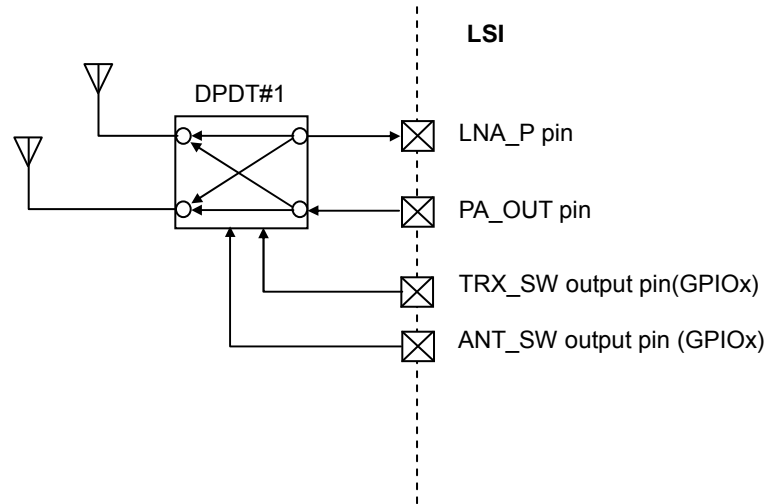 LSI
DPDT#1
LNA_P pin
PA_OUT pin
TRX_SW output pin(GPIOx)
ANT_SW output pin (GPIOx)